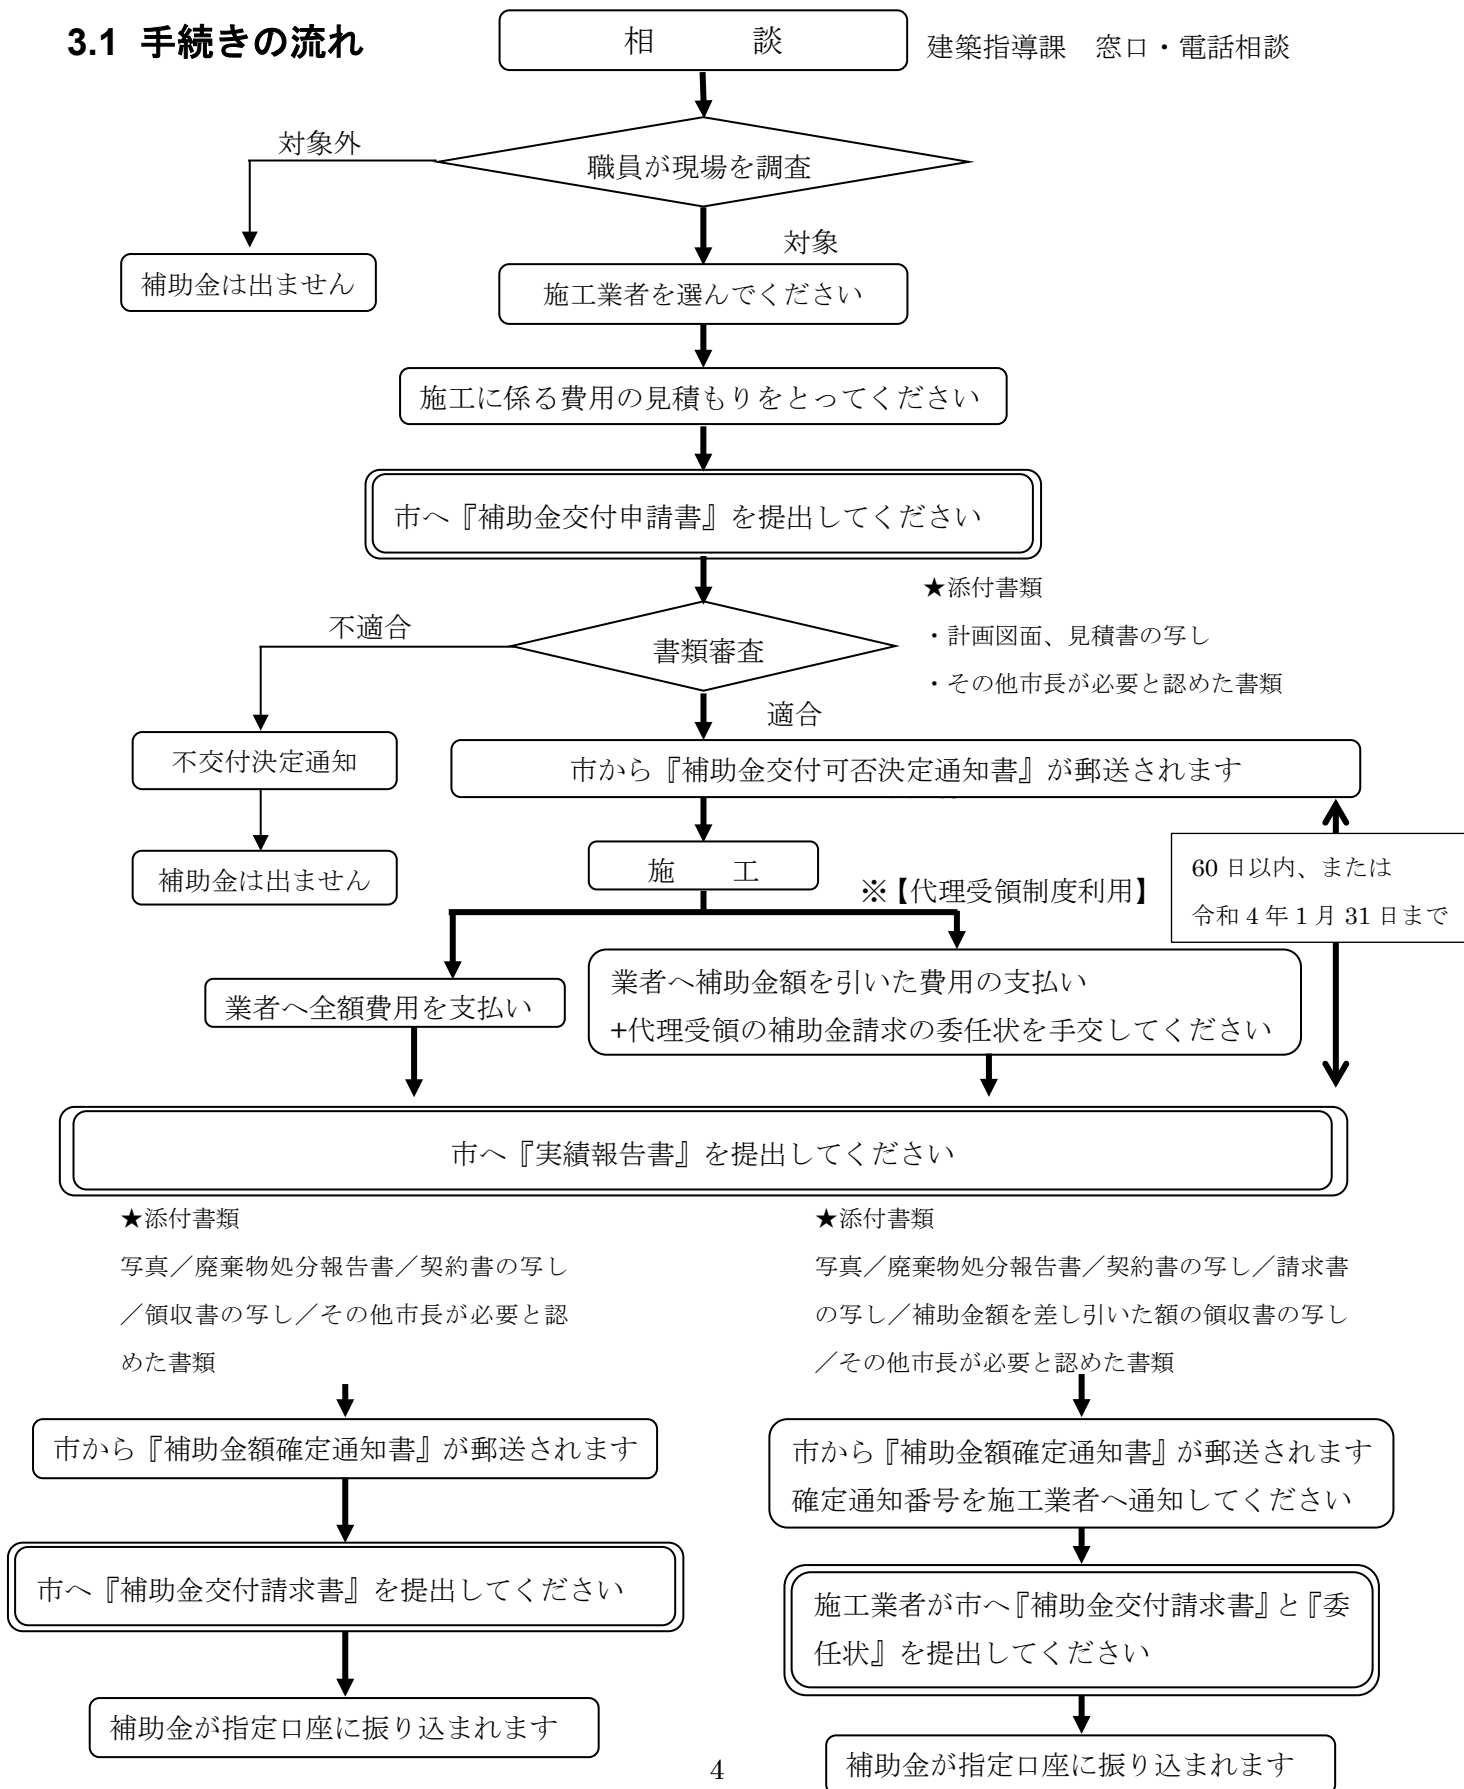 3.1 手続きの流れ
相　　談
建築指導課　窓口・電話相談
対象外
職員が現場を調査
対象
補助金は出ません
施工業者を選んでください
施工に係る費用の見積もりをとってください
市へ『補助金交付申請書』を提出してください
★添付書類
・計画図面、見積書の写し
・その他市長が必要と認めた書類
不適合
書類審査
適合
不交付決定通知
市から『補助金交付可否決定通知書』が郵送されます
補助金は出ません
施　　工
※【代理受領制度利用】
60 日以内、または
令和 4 年 1 月 31 日まで
業者へ全額費用を支払い
業者へ補助金額を引いた費用の支払い
+代理受領の補助金請求の委任状を手交してください
市へ『実績報告書』を提出してください
★添付書類
写真／廃棄物処分報告書／契約書の写し
／領収書の写し／その他市長が必要と認
めた書類
★添付書類
写真／廃棄物処分報告書／契約書の写し／請求書
の写し／補助金額を差し引いた額の領収書の写し
／その他市長が必要と認めた書類
市から『補助金額確定通知書』が郵送されます
市から『補助金額確定通知書』が郵送されます
確定通知番号を施工業者へ通知してください
市へ『補助金交付請求書』を提出してください
施工業者が市へ『補助金交付請求書』と『委
任状』を提出してください
補助金が指定口座に振り込まれます
補助金が指定口座に振り込まれます
4